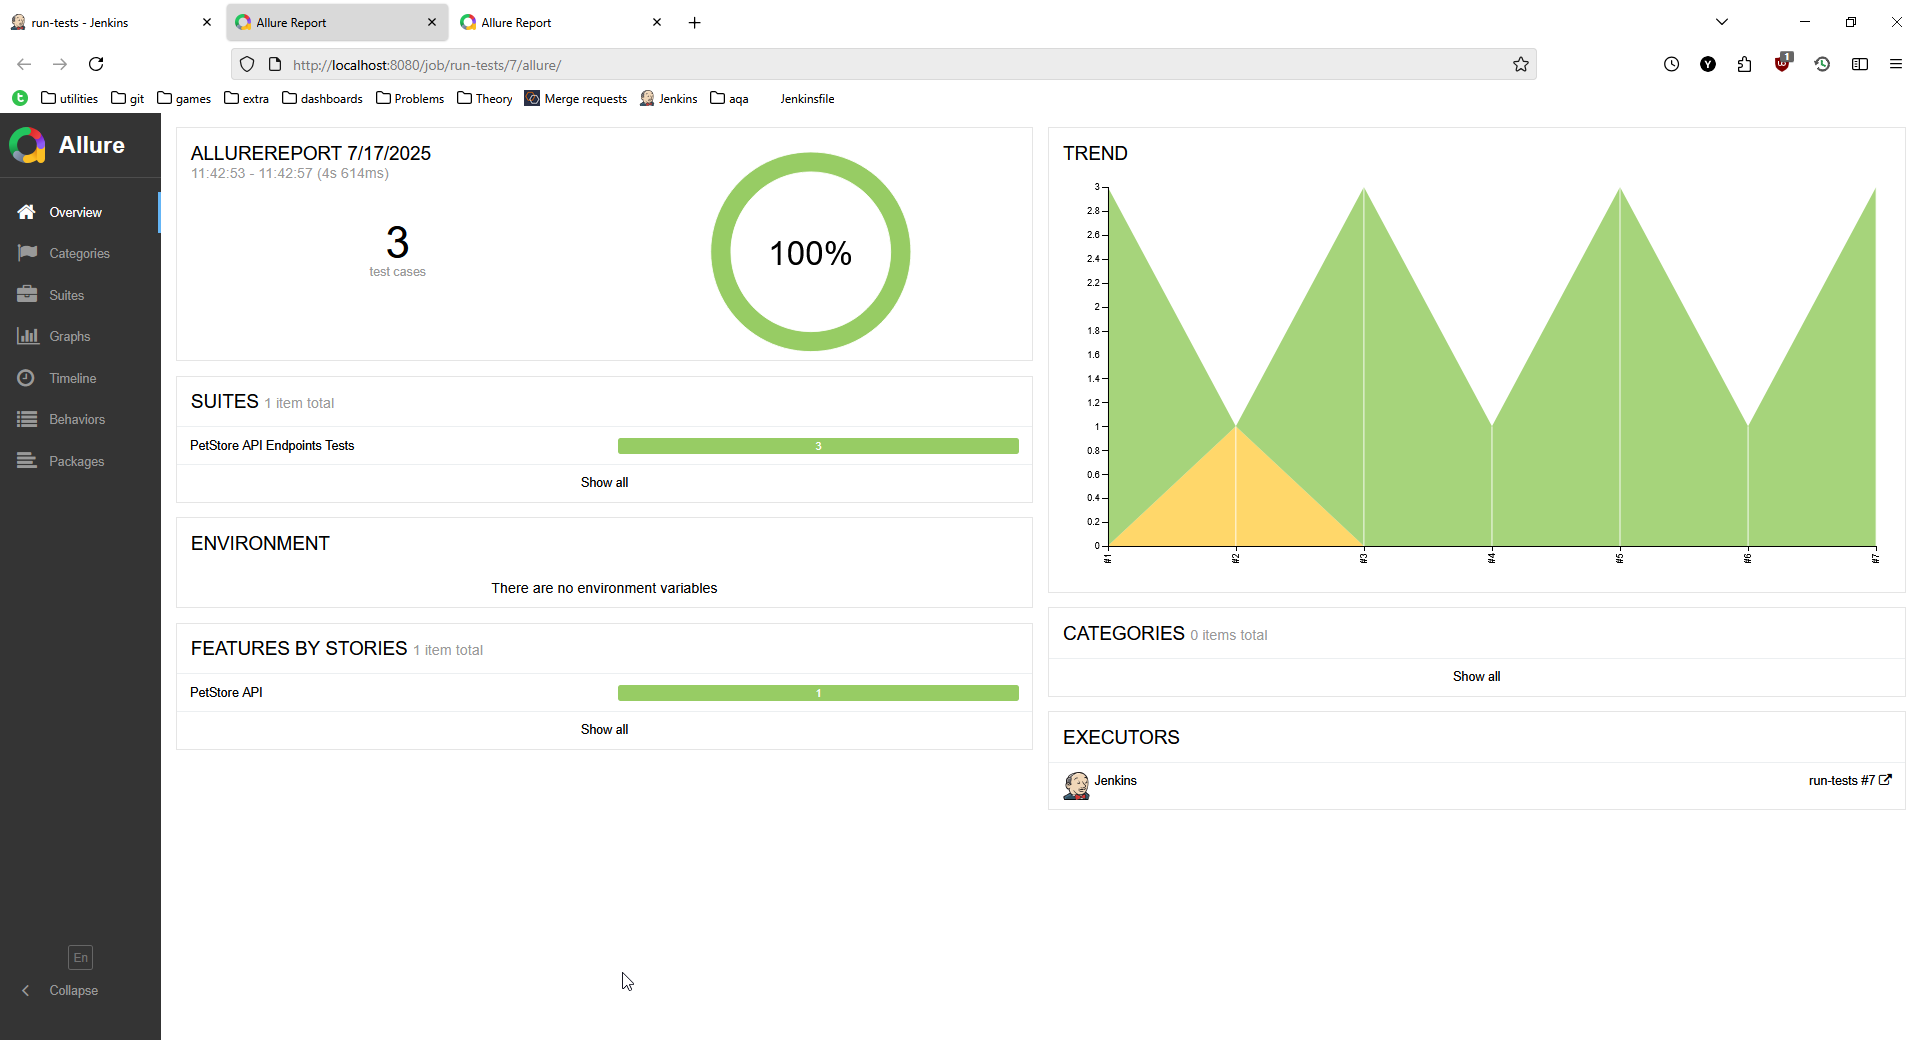 run-tests - Jenkins
Allure Report
Allure Report
http://localhost:8080/job/run-tests/7/allure/
Y
1
t
utilities
git
games
extra
dashboards
Problems
Theory
Merge requests
Jenkins
aqa
Jenkinsfile
Allure
Overview
Categories
Suites
Graphs
Timeline
Behaviors
Packages
En
Collapse
ALLUREREPORT 7/17/2025
11:42:53 - 11:42:57 (4s 614ms)
3
test cases
100%
SUITES 1 item total
PetStore API Endpoints Tests
3
Show all
ENVIRONMENT
There are no environment variables
FEATURES BY STORIES 1 item total
PetStore API
1
Show all
TREND
3
2.8
2.6
2.4
2.2
2
1.8
1.6
1.4
1.2
1
0.8
0.6
0.4
0.2
0
#1
#2
#3
#4
#5
#6
#7
CATEGORIES 0 items total
Show all
EXECUTORS
Jenkins
run-tests #7